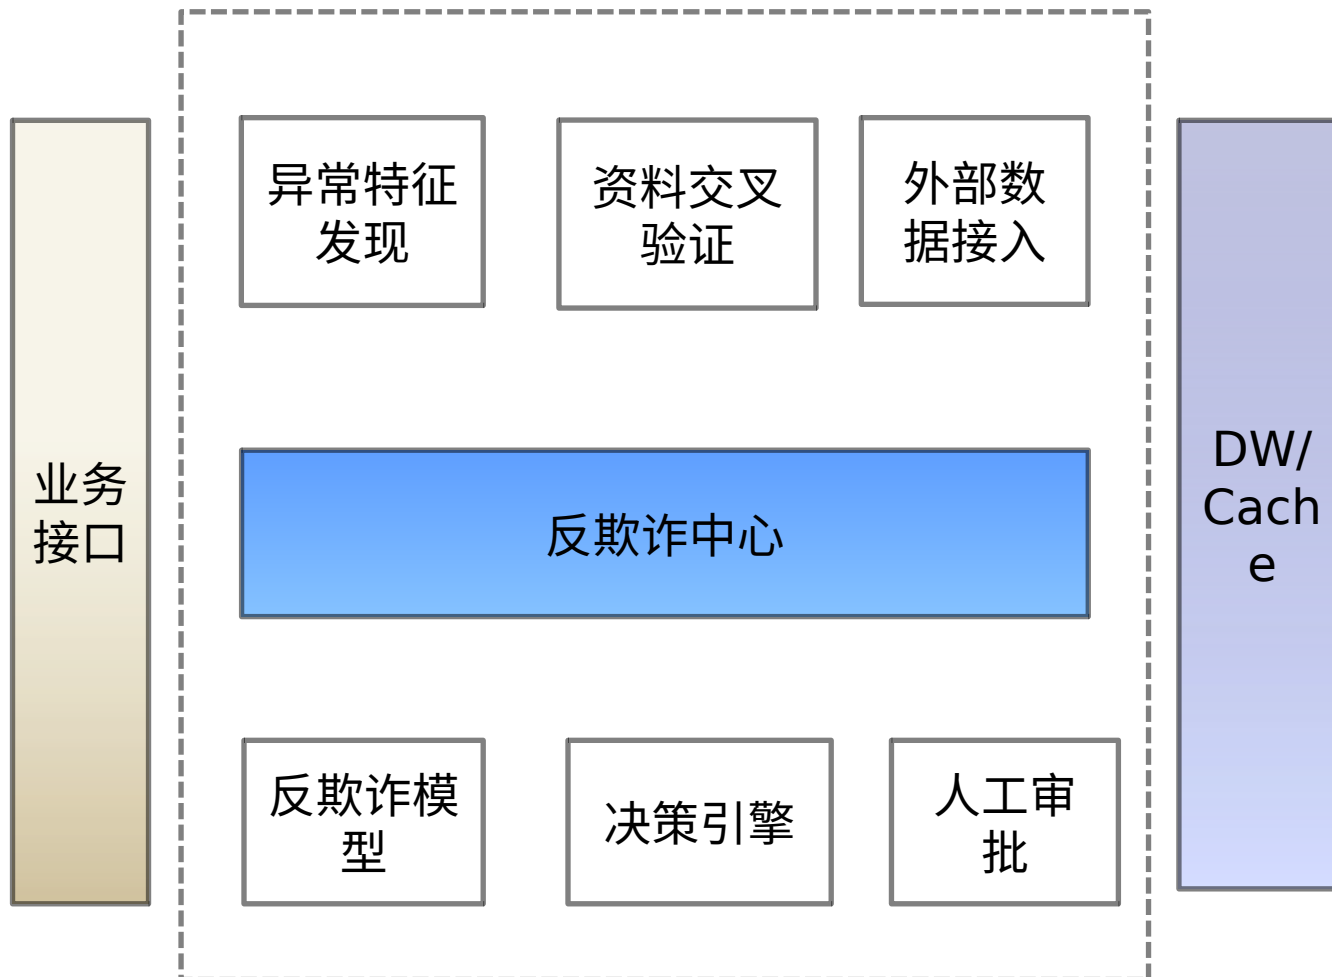 异常特征
发现
资料交叉
验证
外部数
据接入
业务
接口
反欺诈中心
DW/
Cach
e
反欺诈模
型
决策引擎
人工审
批